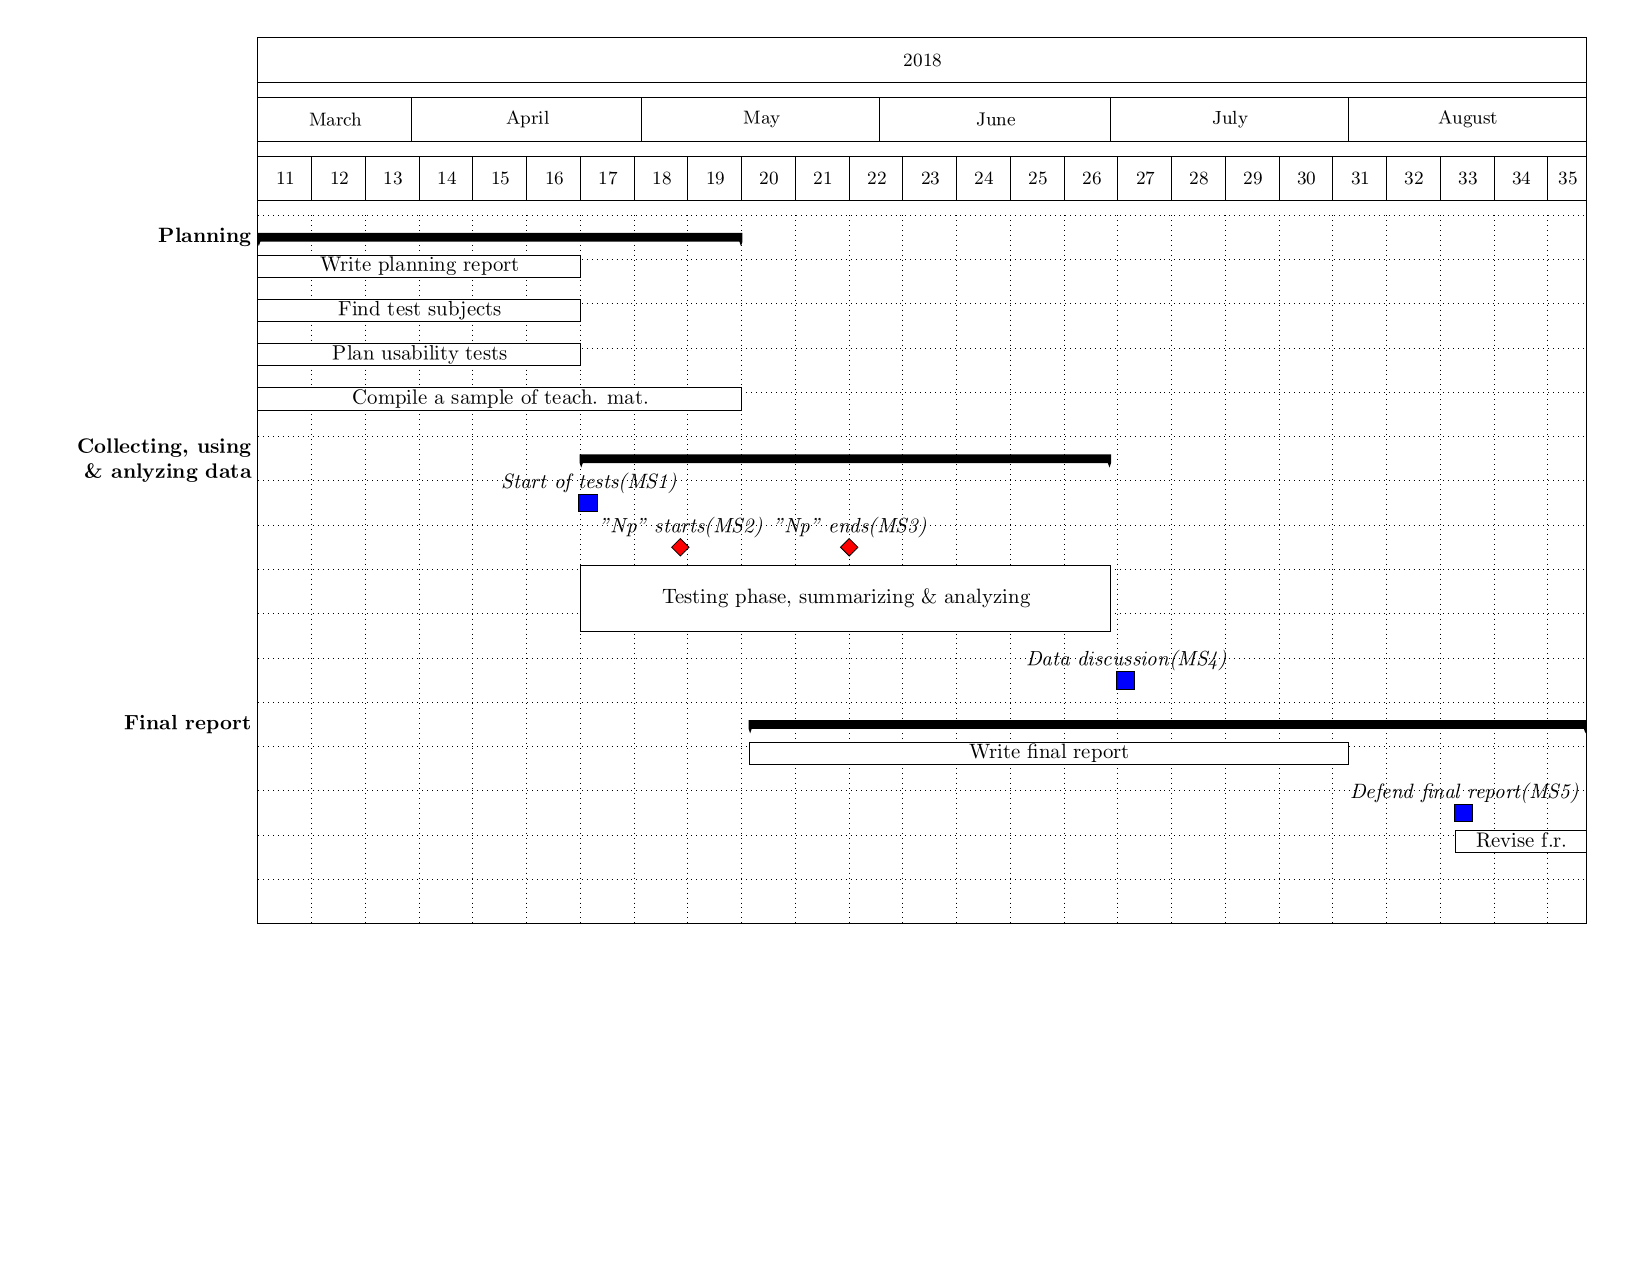 2018
March April May June July August
11 12 13 14 15 16 17 18 19 20 21 22 23 24 25 26 27 28 29 30 31 32 33 34 35
Planning
Write planning report
Find test subjects
Plan usability tests
Compile a sample of teach. mat.
Collecting, using
& anlyzing data
Start of tests(MS1)
"Np" starts(MS2) "Np" ends(MS3)
Testing phase, summarizing & analyzing
Data discussion(MS4)
Final report
Write final report
Defend final report(MS5)
Revise f.r.